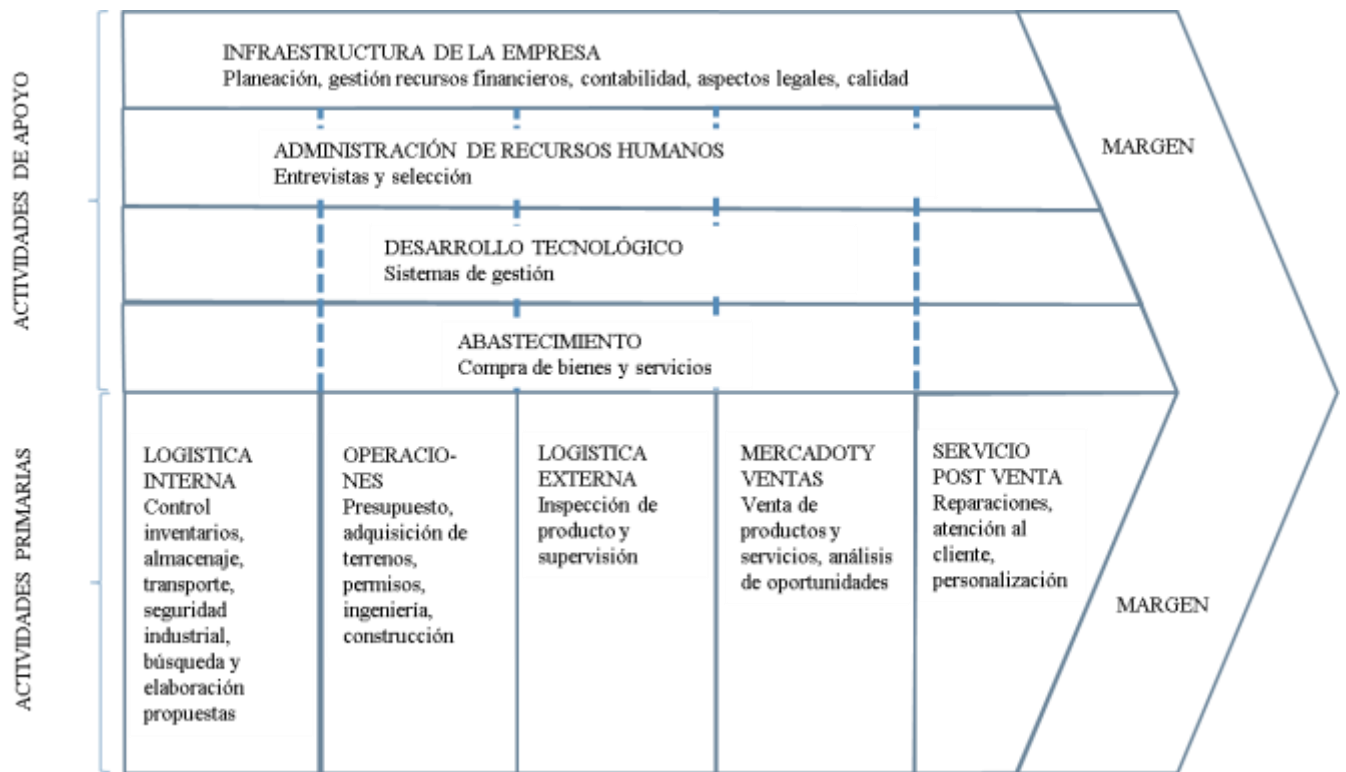 ACTIVIDADES DE APOYO
INFRAESTRUCTURA DE LA EMPRESA
Planeación, gestión recursos financieros, contabilidad, aspectos legales, calidad
ADMINISTRACIÓN DE RECURSOS HUMANOS
Entrevistas y selección
DESARROLLO TECNOLÓGICO
Sistemas de gestión
ABASTECIMIENTO
Compra de bienes y servicios
MARGEN
ACTIVIDADES PRIMARIAS
LOGISTICA
INTERNA
Control
inventarios,
almacenaje,
transporte,
seguridad
industrial,
búsqueda y
elaboración
propuestas
OPERACIO-
NES
Presupuesto,
adquisición de
terrenos,
permisos,
ingeniería,
construcción
LOGISTICA
EXTERNA
Inspección de
producto y
supervisión
MERCADOTY
VENTAS
Venta de
productos y
servicios, análisis
de oportunidades
SERVICIO
POST VENTA
Reparaciones,
atención al
cliente,
personalización
MARGEN